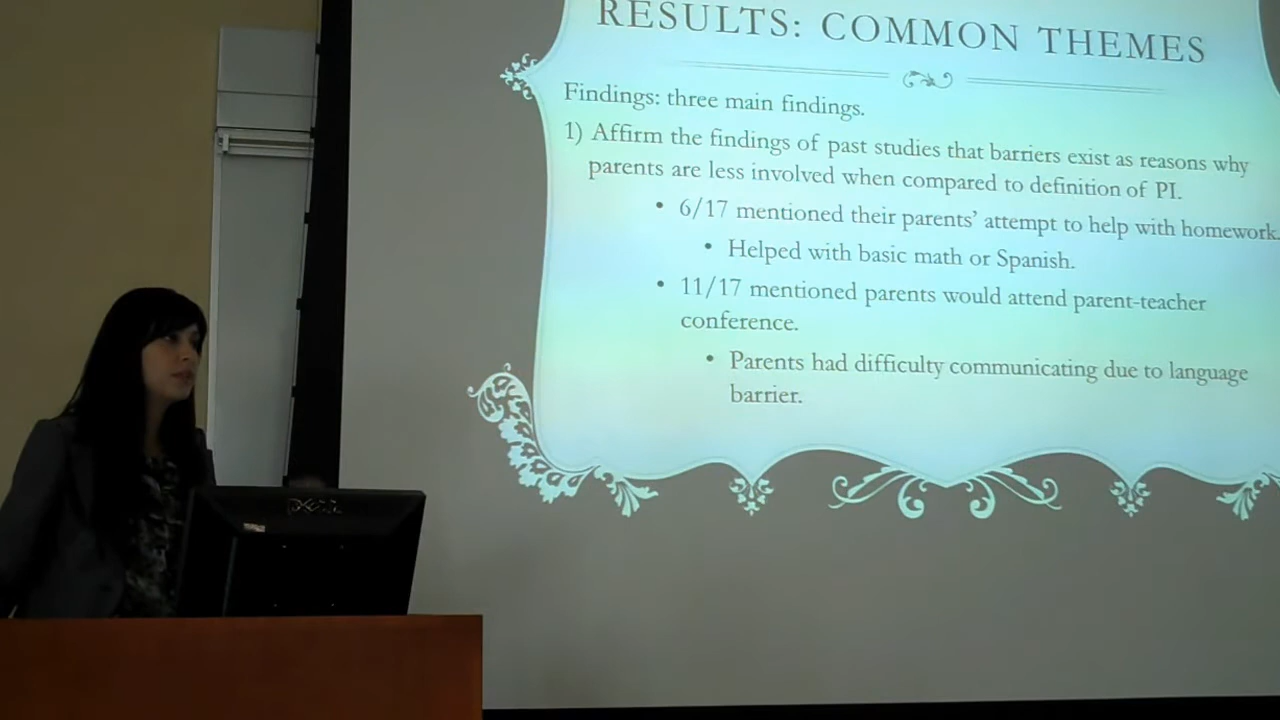 RESULTS: COMMON THEMES
Findings: three main findings.
1) Affirm the findings of past studies that barriers exist as reasons why
parents are less involved when compared to definition of PI.
• 6/17 mentioned their parents' attempt to help with homework.
• Helped with basic math or Spanish.
• 11/17 mentioned parents would attend parent-teacher
conference.
• Parents had difficulty communicating due to language
barrier.
DELL